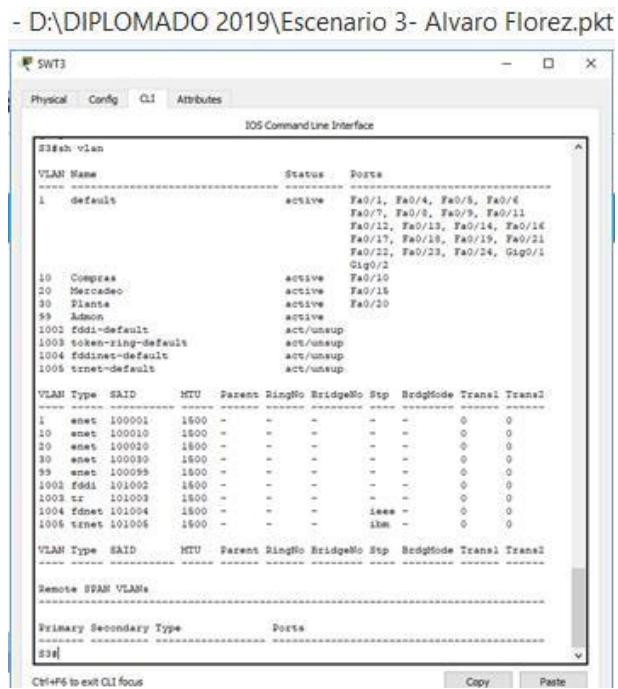 - D:\DIPLOMADO 2019\Escenario 3- Alvaro Florez.pkt
SWT3
Physical Config CLI Attributes
IOS Command Line Interface
S3#sh vlan
VLAN Name Status Ports
---- -------------------------------- --------- -------------------------------
1 default active Fa0/1, Fa0/4, Fa0/5, Fa0/6
Fa0/7, Fa0/8, Fa0/9, Fa0/11
Fa0/12, Fa0/13, Fa0/14, Fa0/16
Fa0/17, Fa0/18, Fa0/19, Fa0/21
Fa0/22, Fa0/23, Fa0/24, Gig0/1
Gig0/2
10 Compras active Fa0/10
20 Mercadeo active Fa0/15
30 Planta active Fa0/20
99 Admon active
1002 fddi-default act/unsup
1003 token-ring-default act/unsup
1004 fddinet-default act/unsup
1005 trnet-default act/unsup
VLAN Type SAID MTU Parent RingNo BridgeNo Stp BrdgMode Trans1 Trans2
---- ----- ---------- ----- ------ ------ -------- ---- -------- ------ ------
1 enet 100001 1500 - - - - - 0 0
10 enet 100010 1500 - - - - - 0 0
20 enet 100020 1500 - - - - - 0 0
30 enet 100030 1500 - - - - - 0 0
99 enet 100099 1500 - - - - - 0 0
1002 fddi 101002 1500 - - - - - 0 0
1003 tr 101003 1500 - - - - - 0 0
1004 fdnet 101004 1500 - - - ieee - 0 0
1005 trnet 101005 1500 - - - ibm - 0 0
VLAN Type SAID MTU Parent RingNo BridgeNo Stp BrdgMode Trans1 Trans2
---- ----- ---------- ----- ------ ------ -------- ---- -------- ------ ------
Remote SPAN VLANs
------------------------------------------------------------------------------
Primary Secondary Type Ports
------- --------- ----------------- ------------------------------------------
S3#
Ctrl+F6 to exit CLI focus
Copy Paste